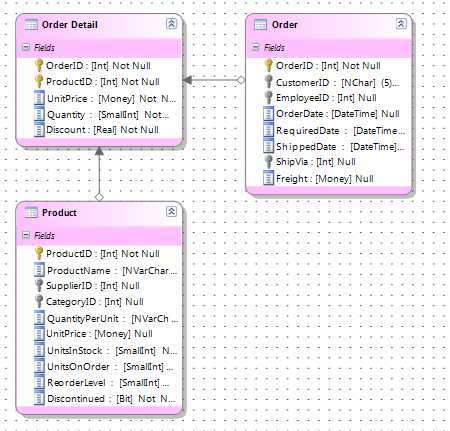 Order Detail
Fields
OrderID : [Int] Not Null
ProductID : [Int] Not Null
UnitPrice : [Money] Not N...
Quantity : [SmallInt] Not...
Discount : [Real] Not Null
Order
Fields
OrderID : [Int] Not Null
CustomerID : [NChar] (5)...
EmployeeID : [Int] Null
OrderDate : [DateTime] Null
RequiredDate : [DateTime...
ShippedDate : [DateTime]...
ShipVia : [Int] Null
Freight : [Money] Null
Product
Fields
ProductID : [Int] Not Null
ProductName : [NVarChar...
SupplierID : [Int] Null
CategoryID : [Int] Null
QuantityPerUnit : [NVarCh...
UnitPrice : [Money] Null
UnitsInStock : [SmallInt] N...
UnitsOnOrder : [SmallInt]...
ReorderLevel : [SmallInt]...
Discontinued : [Bit] Not N...